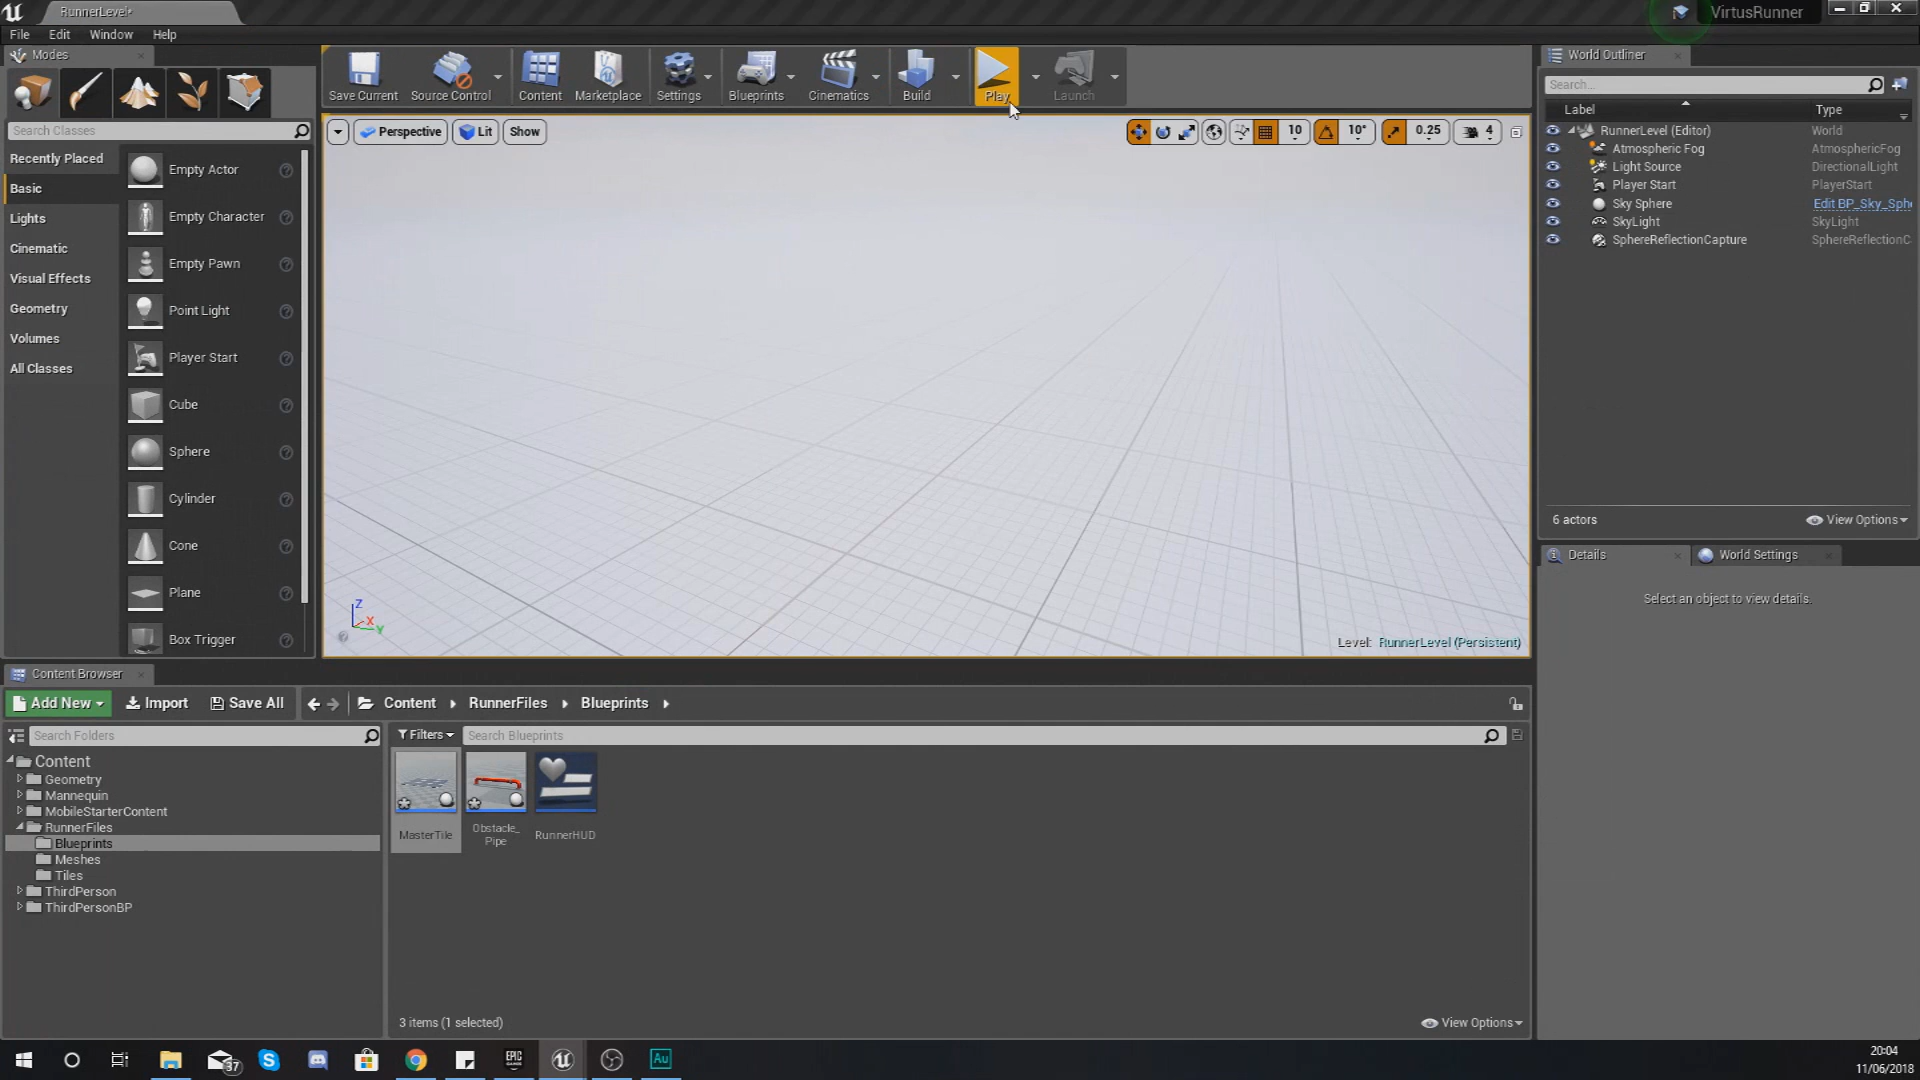 RunnerLevel*
VirtusRunner
File Edit Window Help
Modes
Search Classes
Recently Placed
Basic
Lights
Cinematic
Visual Effects
Geometry
Volumes
All Classes
Empty Actor
Empty Character
Empty Pawn
Point Light
Player Start
Cube
Sphere
Cylinder
Cone
Plane
Box Trigger
Save Current Source Control Content Marketplace Settings Blueprints Cinematics Build Play Launch
Perspective Lit Show
10 10° 0.25 4
Z X Y
Level: RunnerLevel (Persistent)
World Outliner
Search...
Label Type
RunnerLevel (Editor) World
Atmospheric Fog AtmosphericFog
Light Source DirectionalLight
Player Start PlayerStart
Sky Sphere Edit BP_Sky_Sph
SkyLight SkyLight
SphereReflectionCapture SphereReflectionC
6 actors View Options
Details World Settings
Select an object to view details.
Content Browser
Add New Import Save All Content RunnerFiles Blueprints
Search Folders
Filters Search Blueprints
Content
Geometry
Mannequin
MobileStarterContent
RunnerFiles
Blueprints
Meshes
Tiles
ThirdPerson
ThirdPersonBP
MasterTile
Obstacle_
Pipe
RunnerHUD
3 items (1 selected) View Options
37
EPIC
GAMES
Au
20:04
11/06/2018